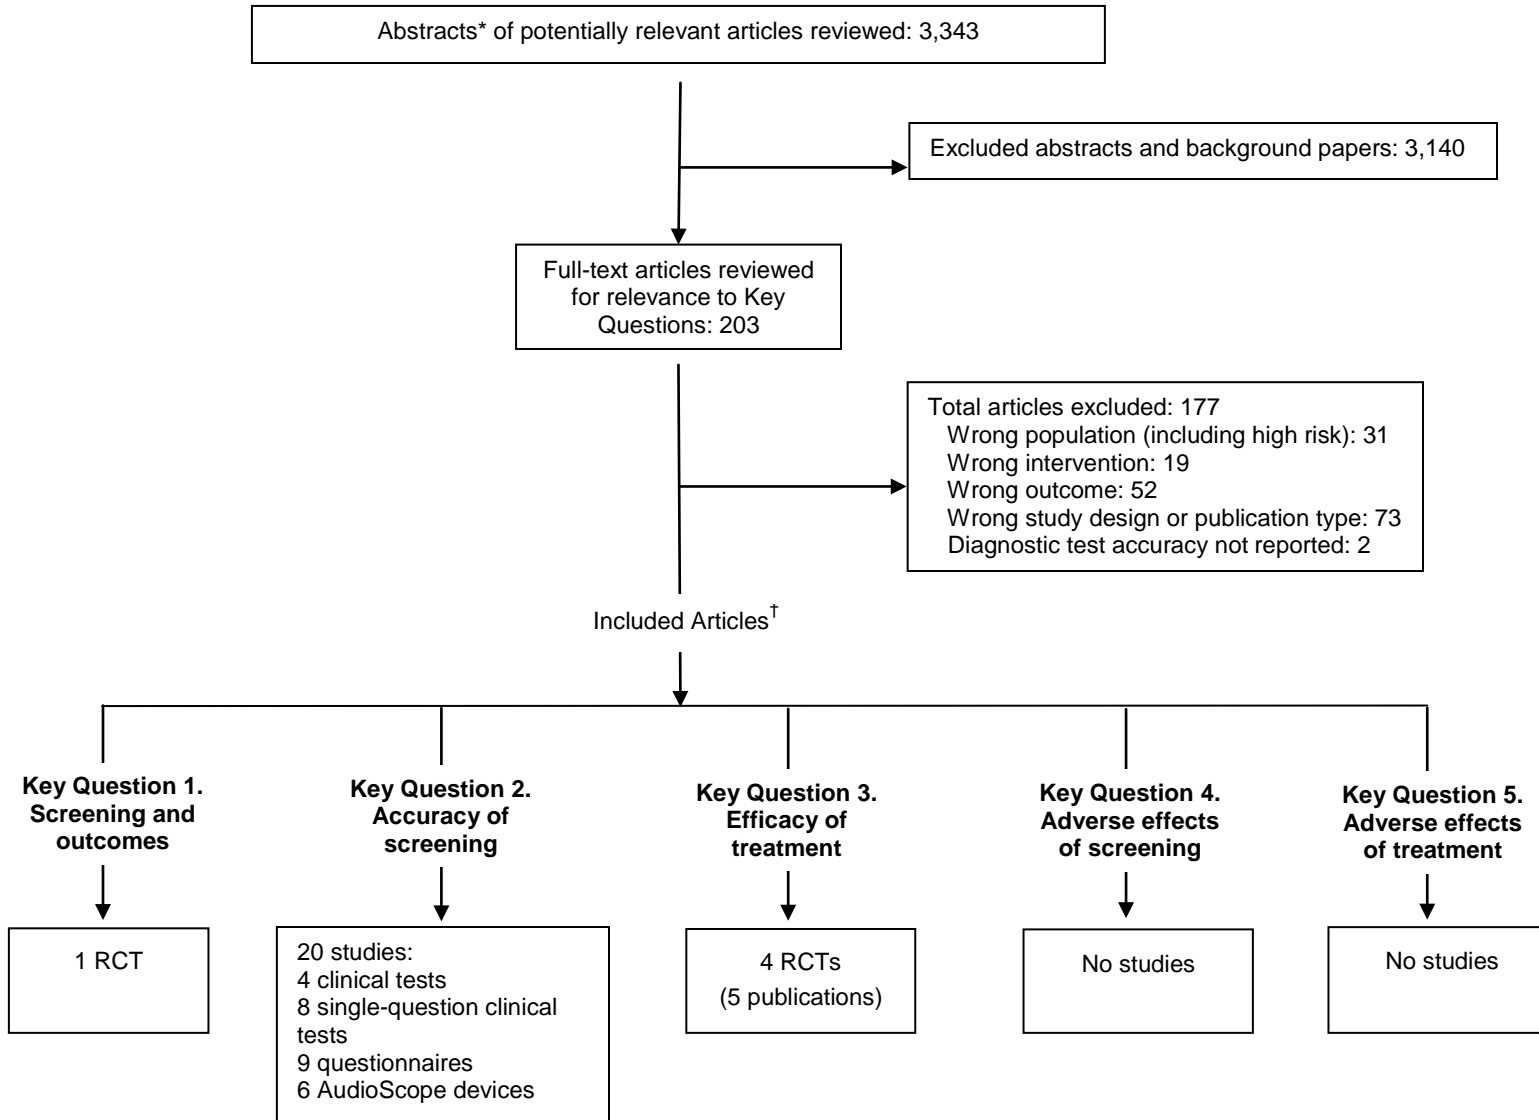 Abstracts* of potentially relevant articles reviewed: 3,343
Excluded abstracts and background papers: 3,140
Full-text articles reviewed
for relevance to Key
Questions: 203
Total articles excluded: 177
Wrong population (including high risk): 31
Wrong intervention: 19
Wrong outcome: 52
Wrong study design or publication type: 73
Diagnostic test accuracy not reported: 2
Included Articles†
Key Question 1.
Screening and
outcomes
1 RCT
Key Question 2.
Accuracy of
screening
20 studies:
4 clinical tests
8 single-question clinical
tests
9 questionnaires
6 AudioScope devices
Key Question 3.
Efficacy of
treatment
4 RCTs
(5 publications)
Key Question 4.
Adverse effects
of screening
No studies
Key Question 5.
Adverse effects
of treatment
No studies